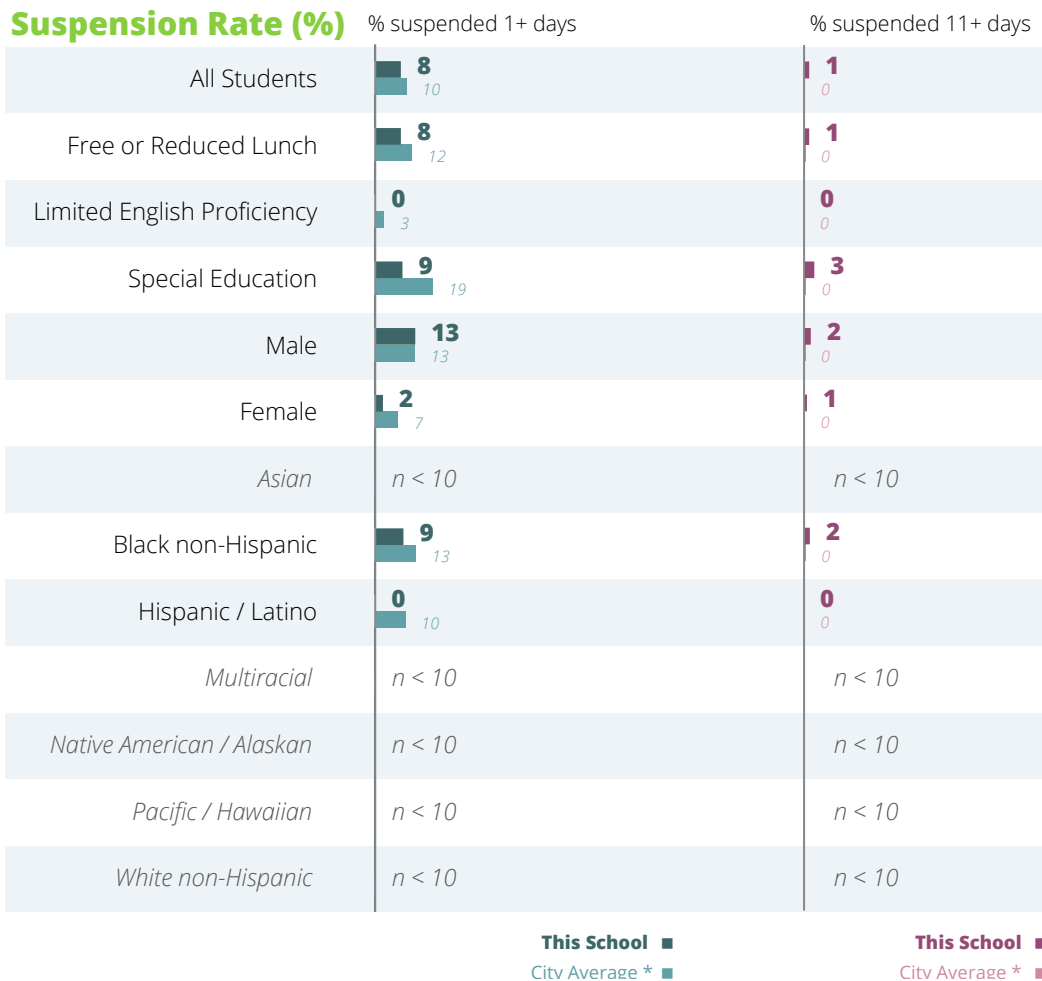 Suspension Rate (%) % suspended 1+ days % suspended 11+ days
All Students 8 10 1 0
Free or Reduced Lunch 8 12 1 0
Limited English Proficiency 0 3 0 0
Special Education 9 19 3 0
Male 13 13 2 0
Female 2 7 1 0
Asian n < 10 n < 10
Black non-Hispanic 9 13 2 0
Hispanic / Latino 0 10 0 0
Multiracial n < 10 n < 10
Native American / Alaskan n < 10 n < 10
Pacific / Hawaiian n < 10 n < 10
White non-Hispanic n < 10 n < 10
This School This School
City Average * City Average *